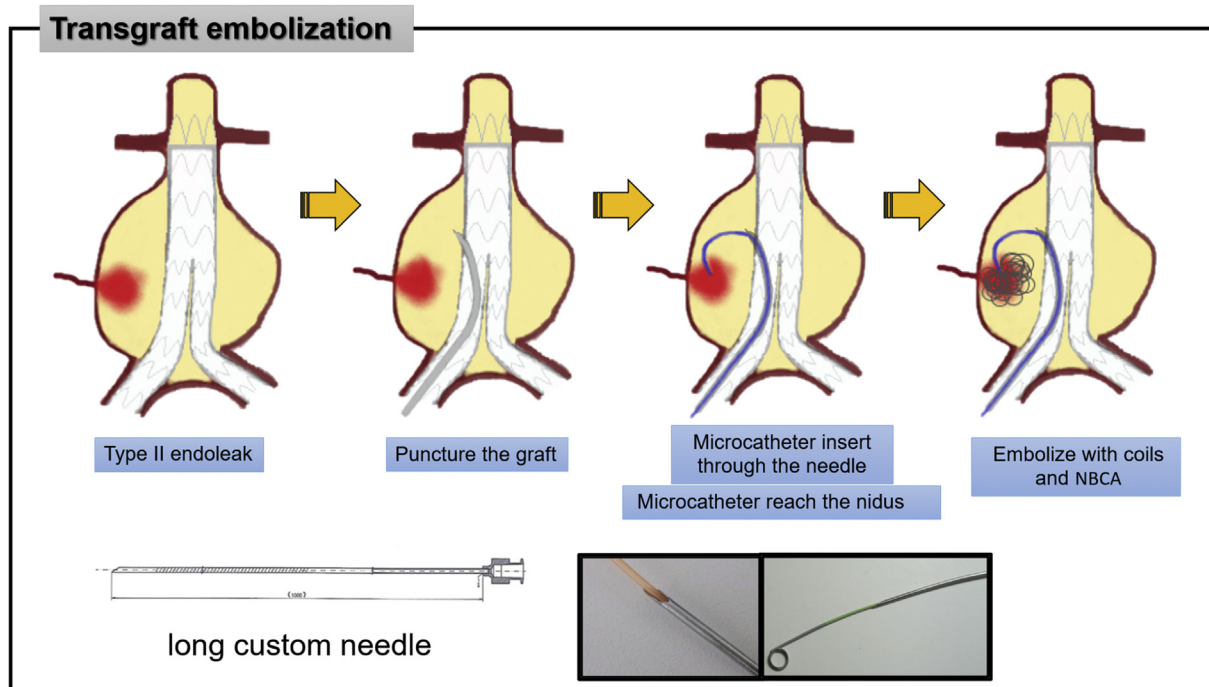 Transgraft embolization
Type II endoleak
Puncture the graft
Microcatheter insert
through the needle
Microcatheter reach the nidus
Embolize with coils
and NBCA
(1000)
long custom needle